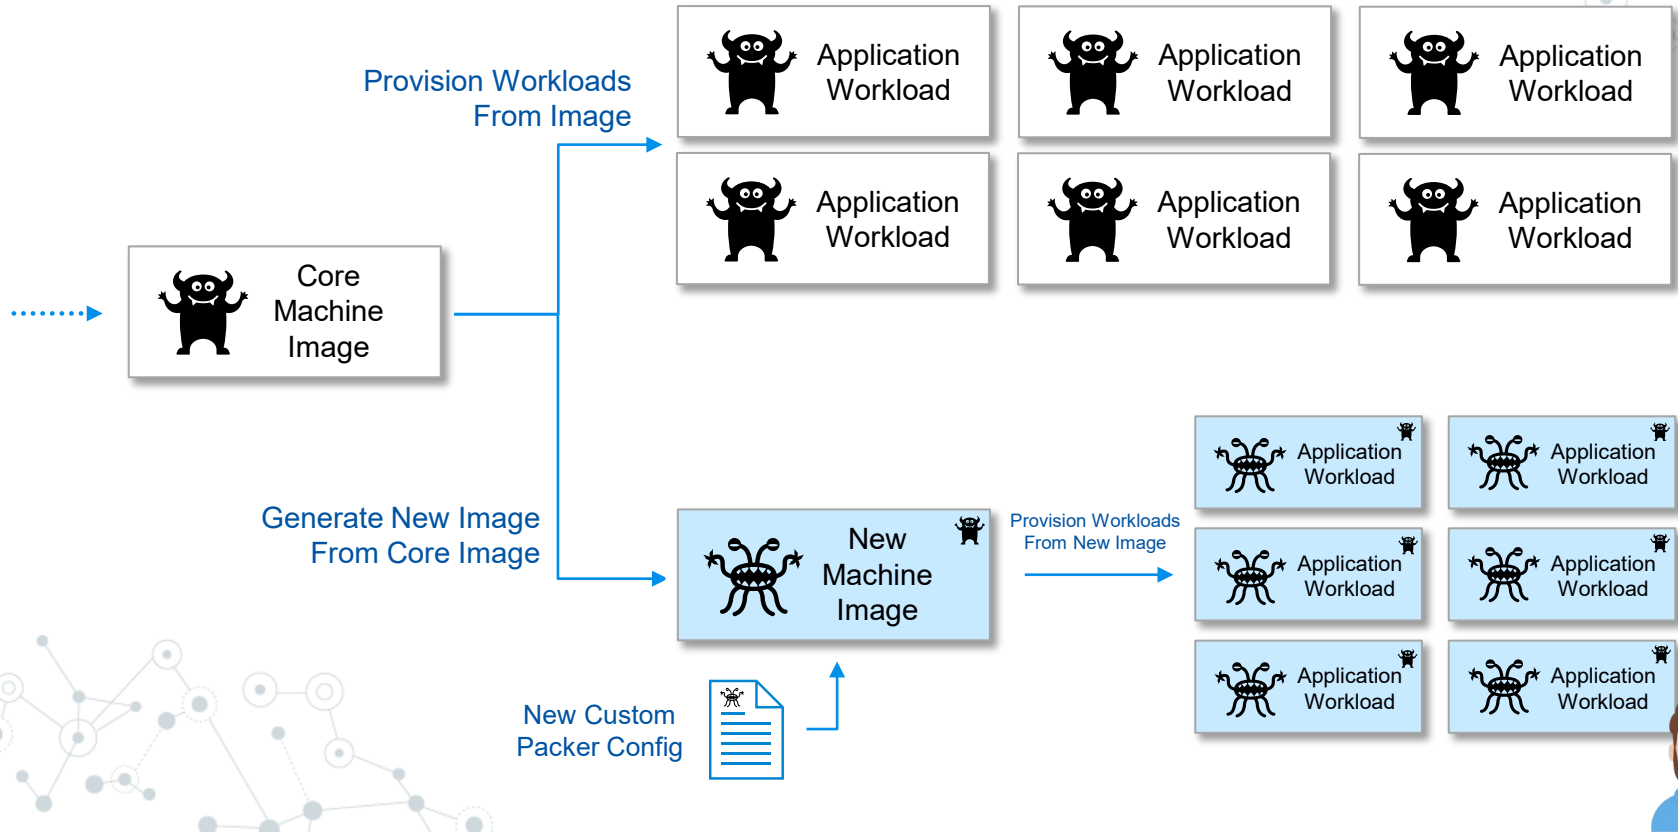 Provision Workloads
From Image
Application
Workload
Application
Workload
Application
Workload
Application
Workload
Application
Workload
Application
Workload
Core
Machine
Image
Generate New Image
From Core Image
New
Machine
Image
Provision Workloads
From New Image
Application
Workload
Application
Workload
Application
Workload
Application
Workload
Application
Workload
Application
Workload
New Custom
Packer Config